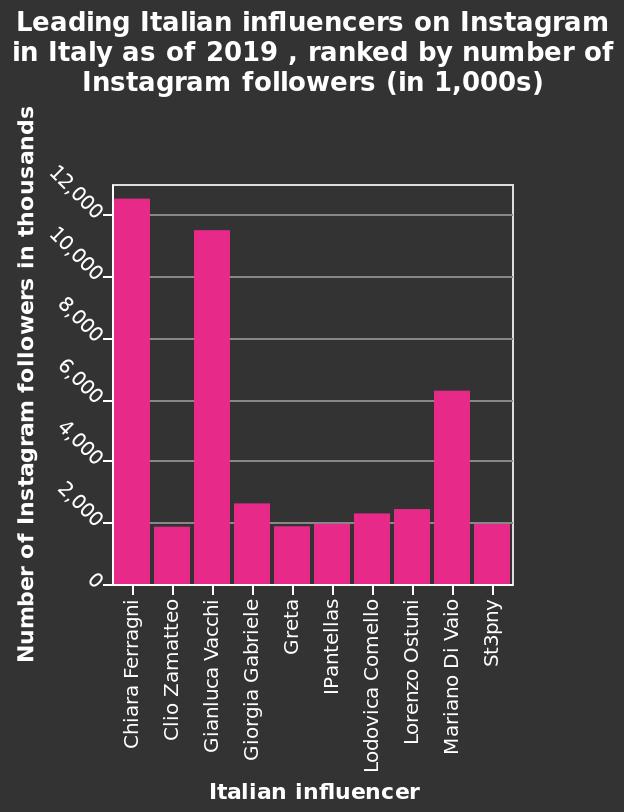 Leading Italian influencers on Instagram
in Italy as of 2019 , ranked by number of
Instagram followers (in 1,000s)
Number of Instagram followers in thousands
12,000
10,000
8,000
6,000
4,000
2,000
0
Chiara Ferragni
Clio Zamatteo
Gianluca Vacchi
Giorgia Gabriele
Greta
IPantellas
Lodovica Comello
Lorenzo Ostuni
Mariano Di Vaio
St3pny
Italian influencer